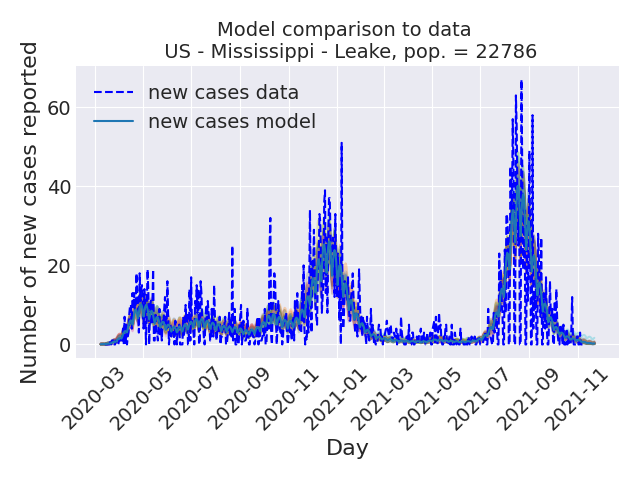 Model comparison to data
US - Mississippi - Leake, pop. = 22786
Number of new cases reported
60
40
20
0
new cases data
new cases model
2020-03
2020-05
2020-07
2020-09
2020-11
2021-01
2021-03
2021-05
2021-07
2021-09
2021-11
Day